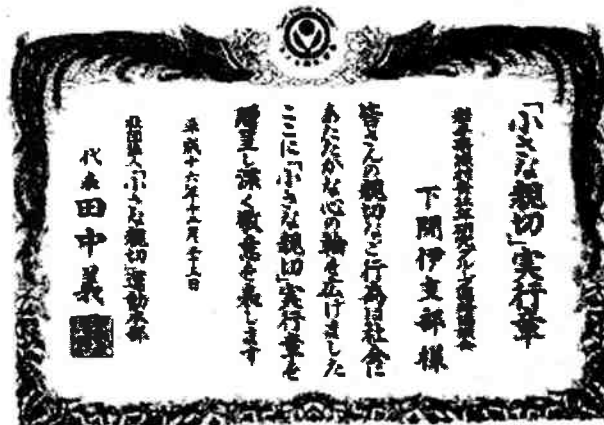 「小さな親切」実行章
下関伊支部 様
皆さんの親切など行為は社会に
あたたかな心の輪を広げました
ここに「小さな親切」実行章を
贈呈し深く敬意を表します
平成十六年十二月 日
社団法人「小さな親切」運動本部
代表 田中義